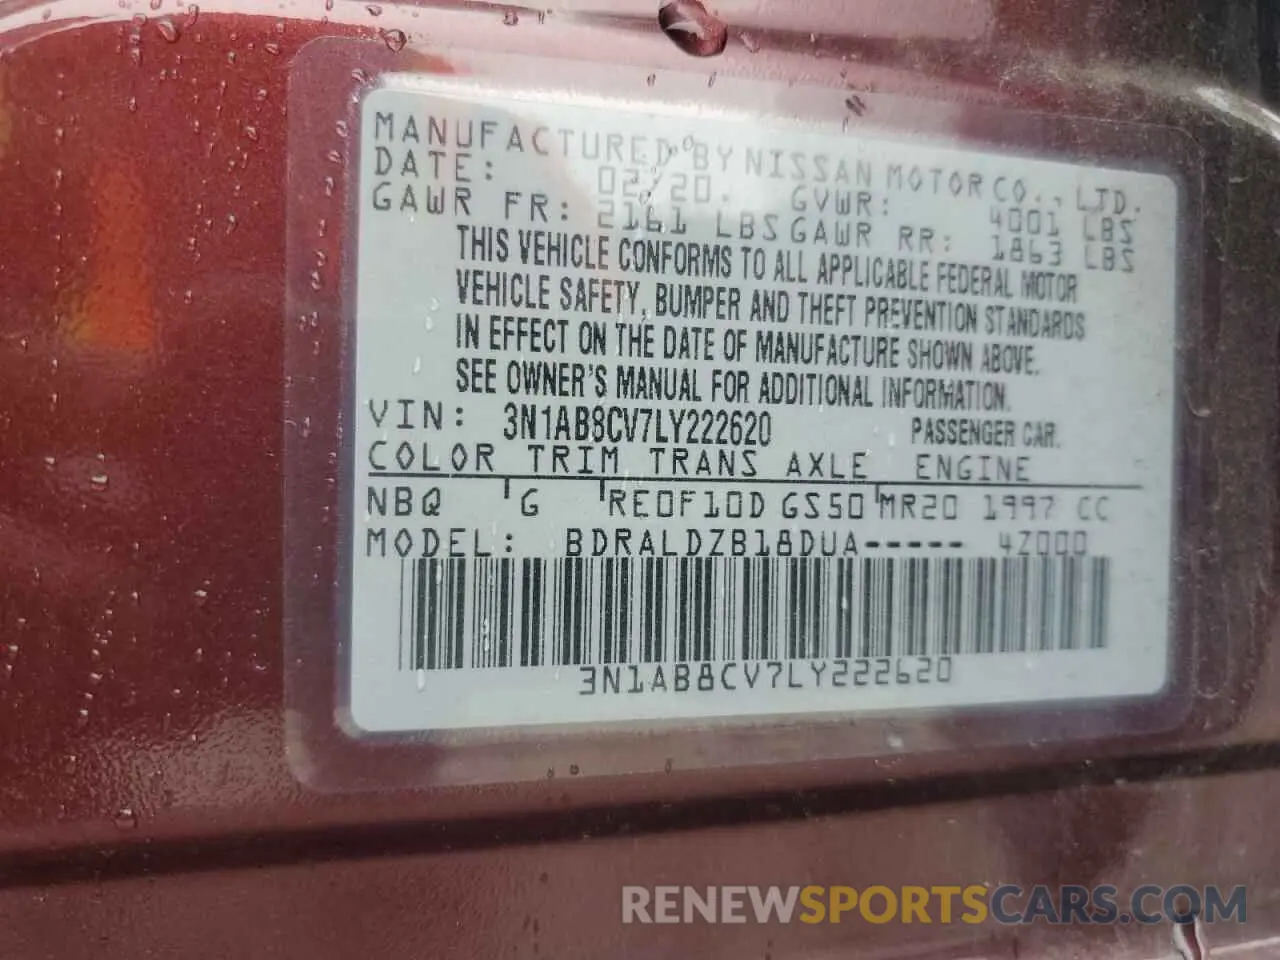 MANUFACTURED BY NISSAN MOTOR CO., LTD.
DATE: 02/20. GVWR: 4001 LBS
GAWR FR: 2161 LBS GAWR RR: 1863 LBS
THIS VEHICLE CONFORMS TO ALL APPLICABLE FEDERAL MOTOR
VEHICLE SAFETY, BUMPER AND THEFT PREVENTION STANDARDS
IN EFFECT ON THE DATE OF MANUFACTURE SHOWN ABOVE.
SEE OWNER'S MANUAL FOR ADDITIONAL INFORMATION.
VIN: 3N1AB8CV7LY222620 PASSENGER CAR.
COLOR TRIM TRANS AXLE ENGINE
NBQ G RE0F10D GS50 MR20 1997 CC
MODEL: BDRALDZB18DUA----- 4Z000
3N1AB8CV7LY222620
RENEWSPORTSCARS.COM